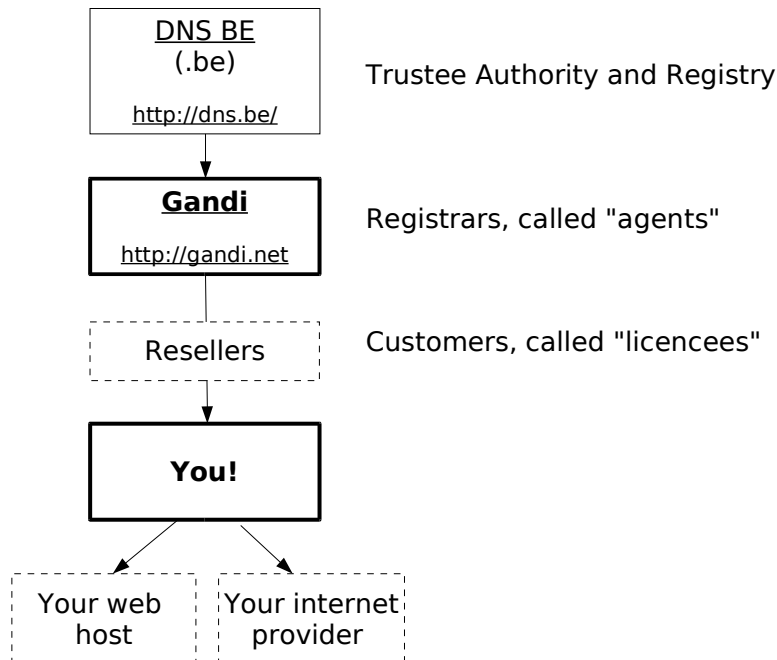 DNS BE
(.be)
http://dns.be/
Trustee Authority and Registry
Gandi
http://gandi.net
Registrars, called "agents"
Resellers
Customers, called "licencees"
You!
Your web
host
Your internet
provider